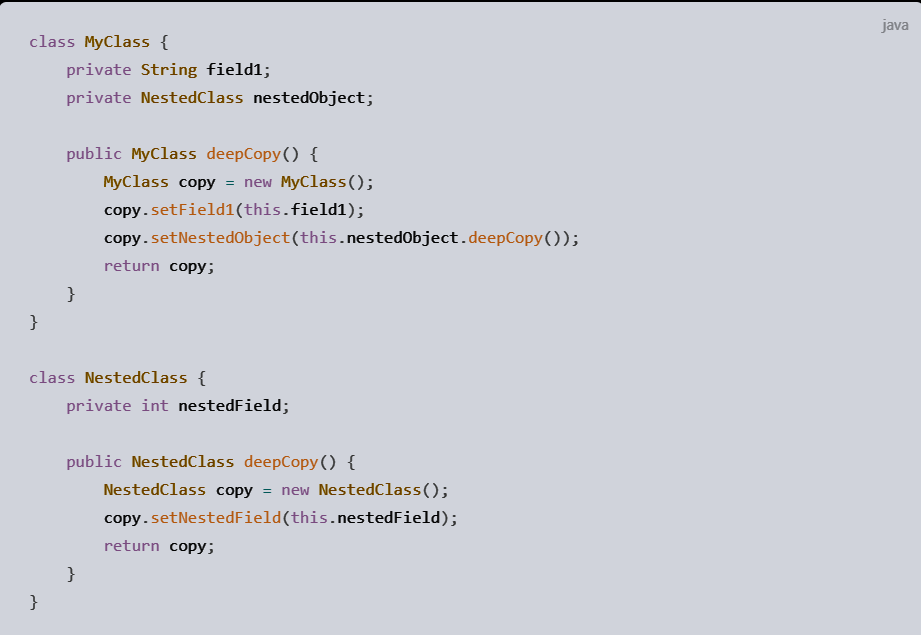 java
class MyClass {
    private String field1;
    private NestedClass nestedObject;
    public MyClass deepCopy() {
        MyClass copy = new MyClass();
        copy.setField1(this.field1);
        copy.setNestedObject(this.nestedObject.deepCopy());
        return copy;
    }
}
class NestedClass {
    private int nestedField;
    public NestedClass deepCopy() {
        NestedClass copy = new NestedClass();
        copy.setNestedField(this.nestedField);
        return copy;
    }
}